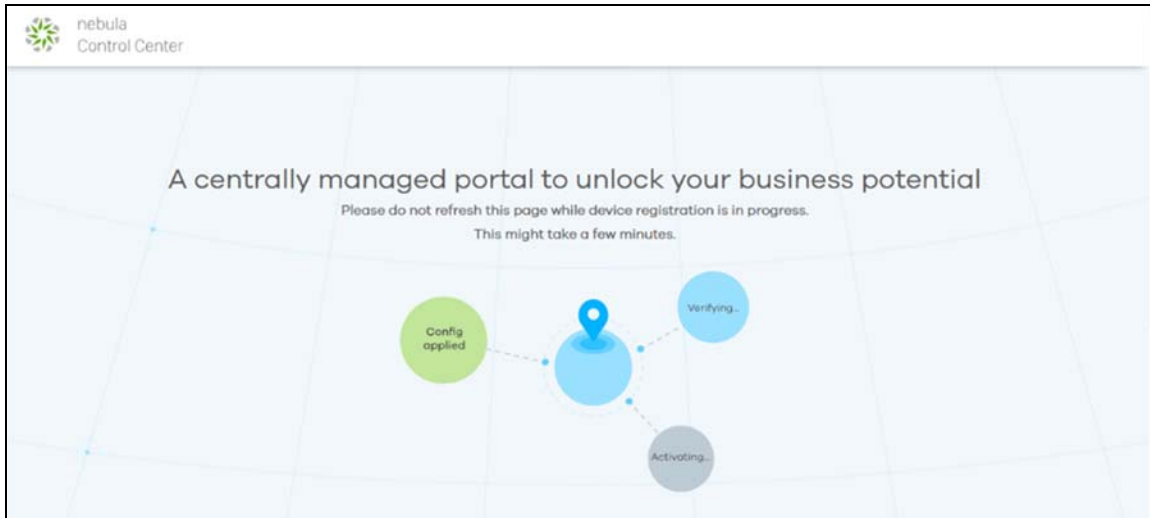 nebula
Control Center
A centrally managed portal to unlock your business potential
Please do not refresh this page while device registration is in progress.
This might take a few minutes.
Config
applied
Verifying...
Activating...